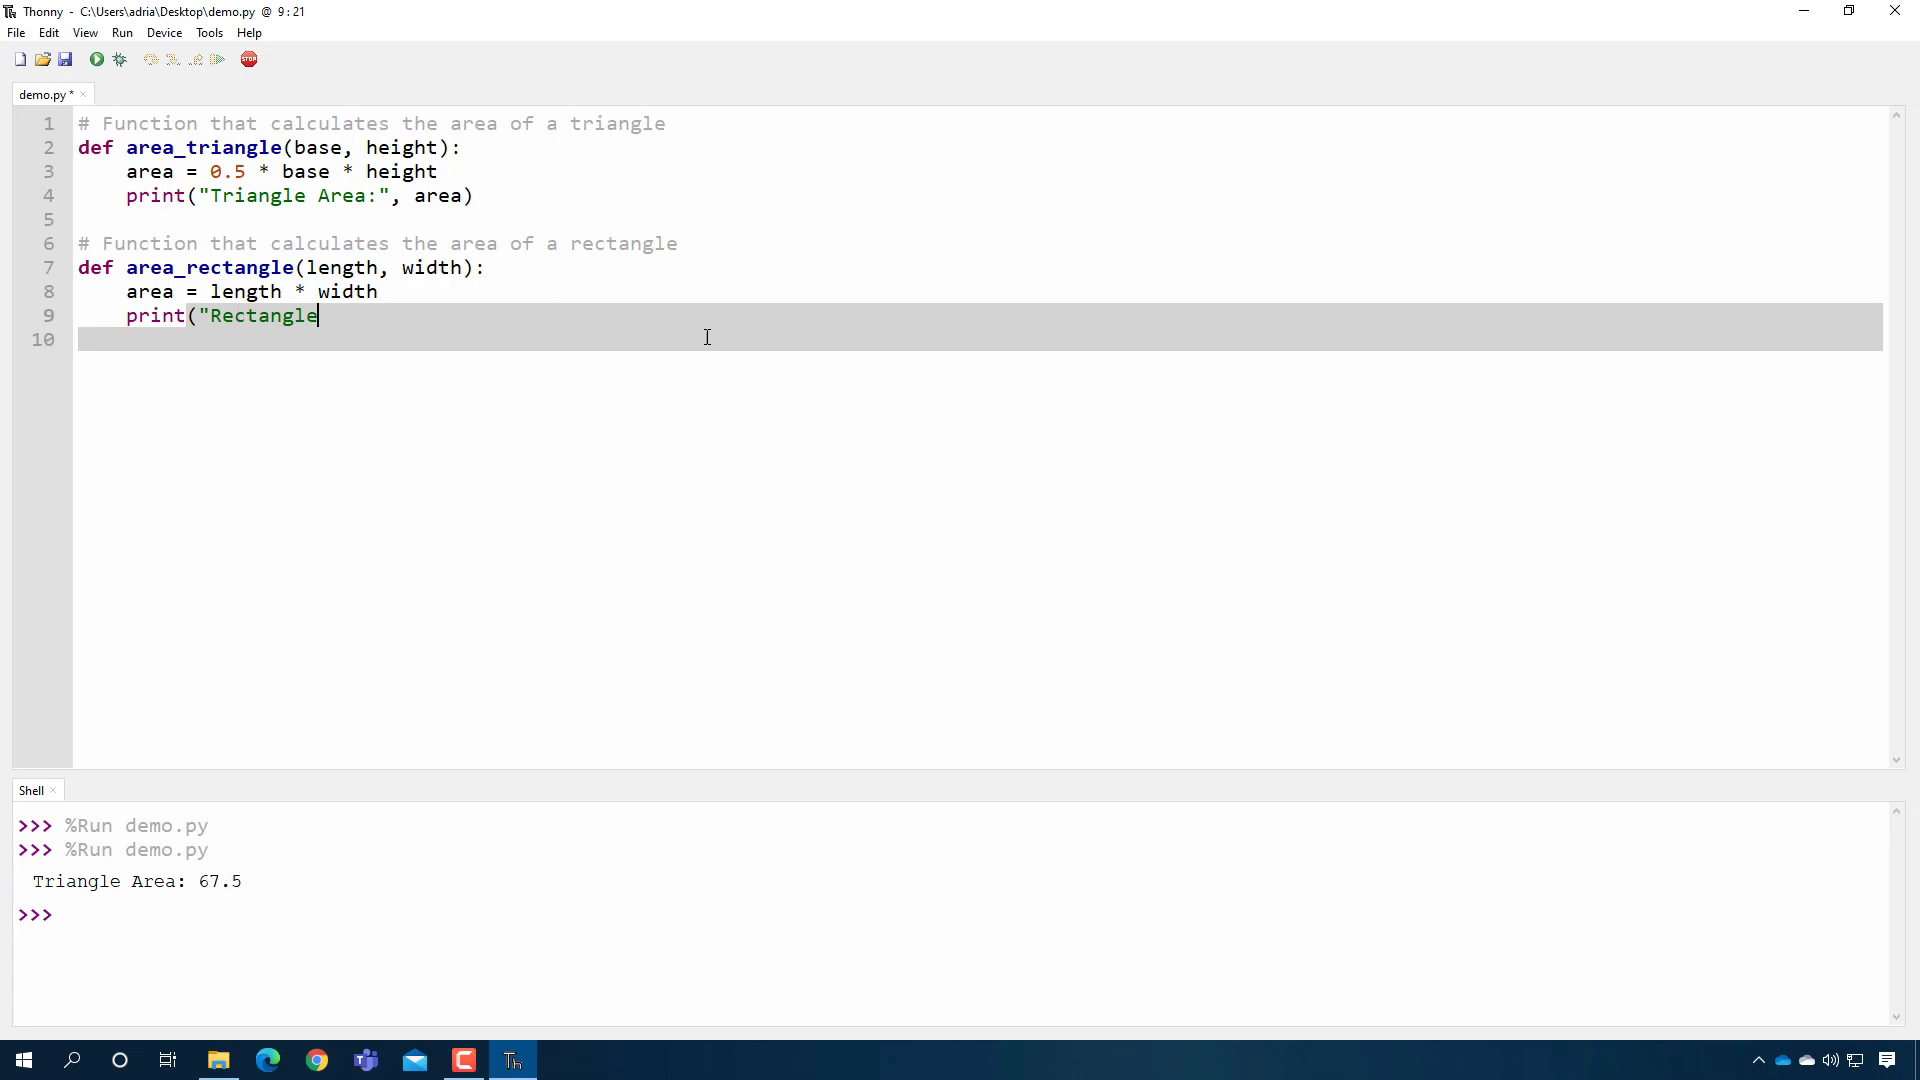 Thonny - C:\Users\adria\Desktop\demo.py @ 9:21
File Edit View Run Device Tools Help
STOP
demo.py *
1 # Function that calculates the area of a triangle
2 def area_triangle(base, height):
3 area = 0.5 * base * height
4 print("Triangle Area:", area)
5
6 # Function that calculates the area of a rectangle
7 def area_rectangle(length, width):
8 area = length * width
9 print("Rectangle
10
Shell
>>> %Run demo.py
>>> %Run demo.py
Triangle Area: 67.5
>>>